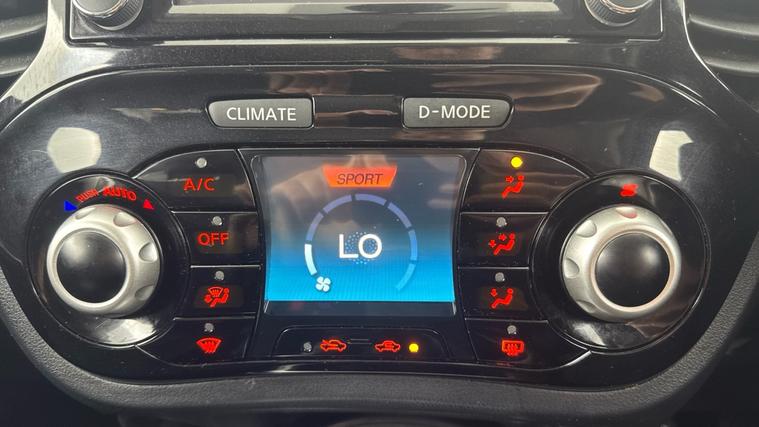 CLIMATE
D-MODE
A/C
PUSH AUTO
OFF
SPORT
LO